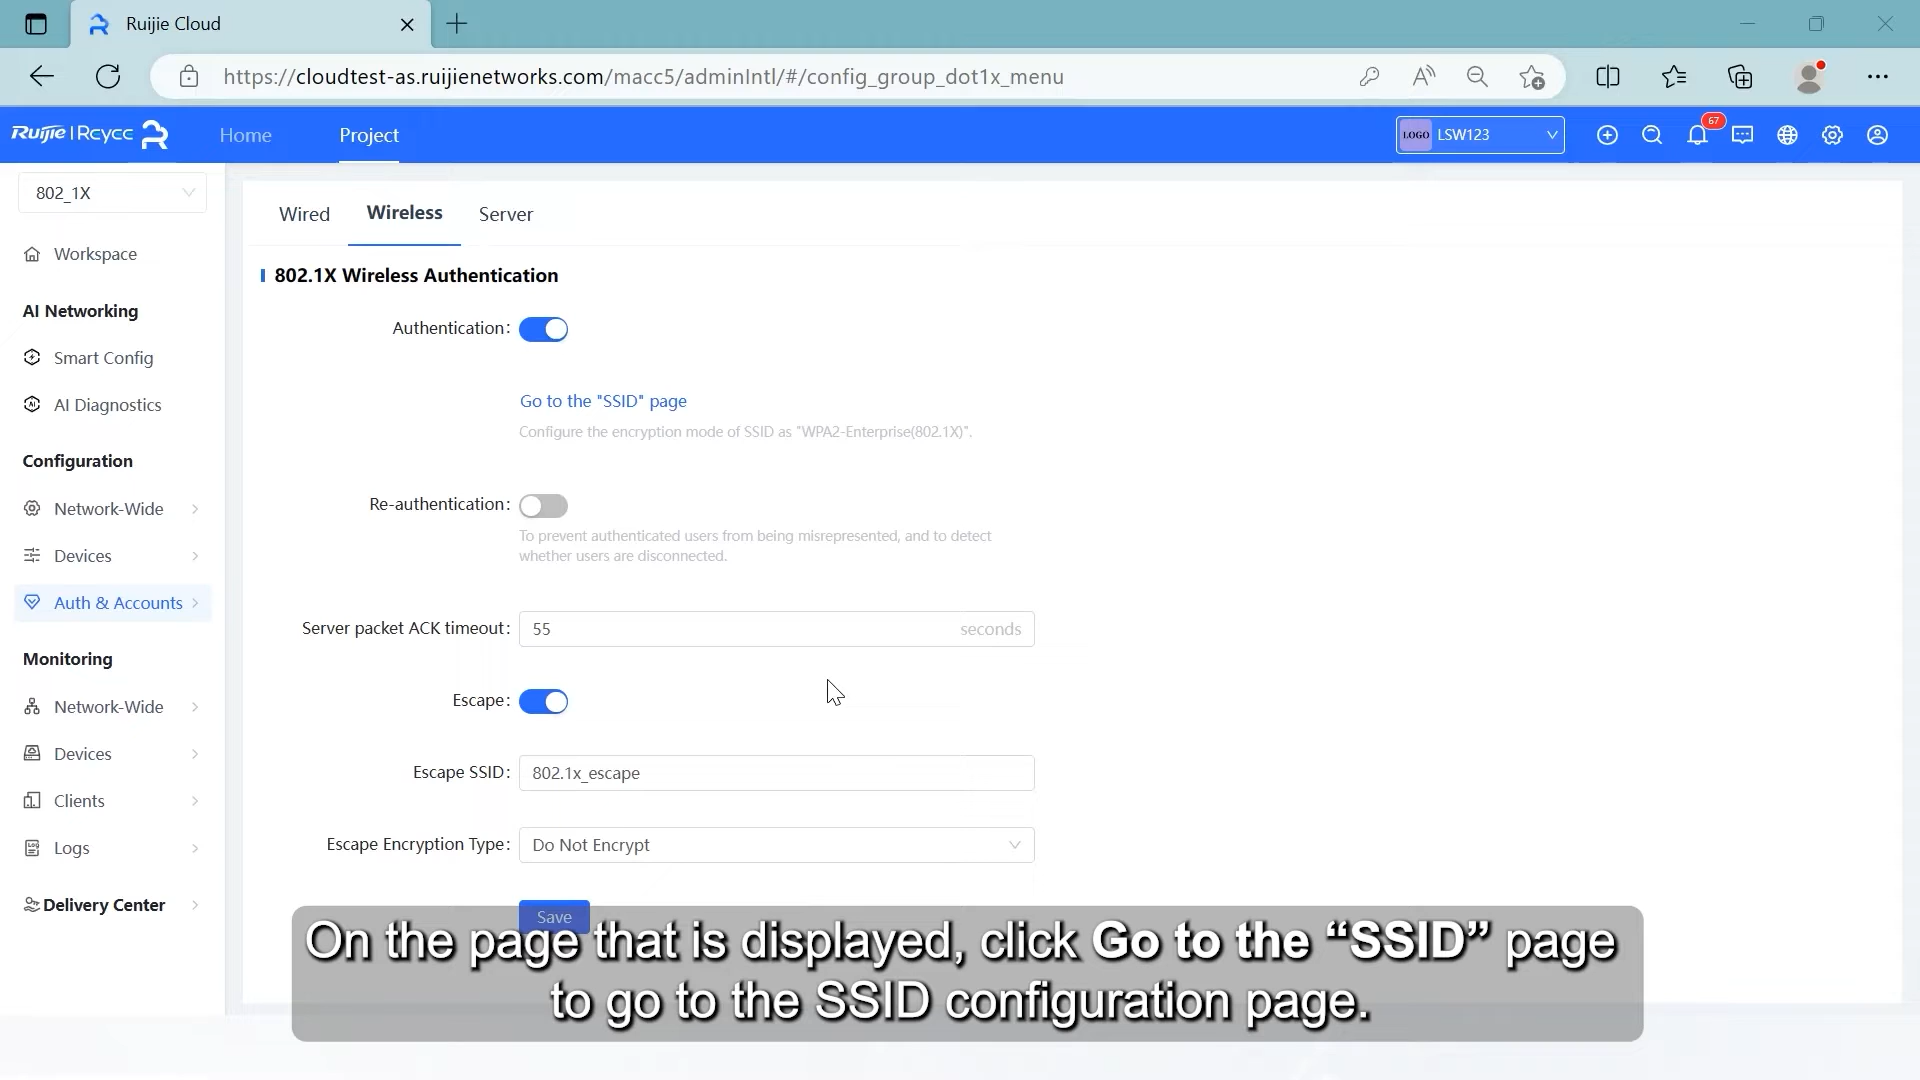 Ruijie Cloud
https://cloudtest-as.ruijienetworks.com/macc5/adminIntl/#/config_group_dot1x_menu
Ruijie | Rcycc
Home
Project
LOGO LSW123
67
802_1X
Workspace
AI Networking
Smart Config
AI Diagnostics
Configuration
Network-Wide
Devices
Auth & Accounts
Monitoring
Network-Wide
Devices
Clients
Logs
Delivery Center
Wired
Wireless
Server
802.1X Wireless Authentication
Authentication:
Go to the "SSID" page
Configure the encryption mode of SSID as "WPA2-Enterprise(802.1X)".
Re-authentication:
To prevent authenticated users from being misrepresented, and to detect
whether users are disconnected.
Server packet ACK timeout: 55 seconds
Escape:
Escape SSID: 802.1x_escape
Escape Encryption Type: Do Not Encrypt
Save
On the page that is displayed, click Go to the “SSID” page
to go to the SSID configuration page.